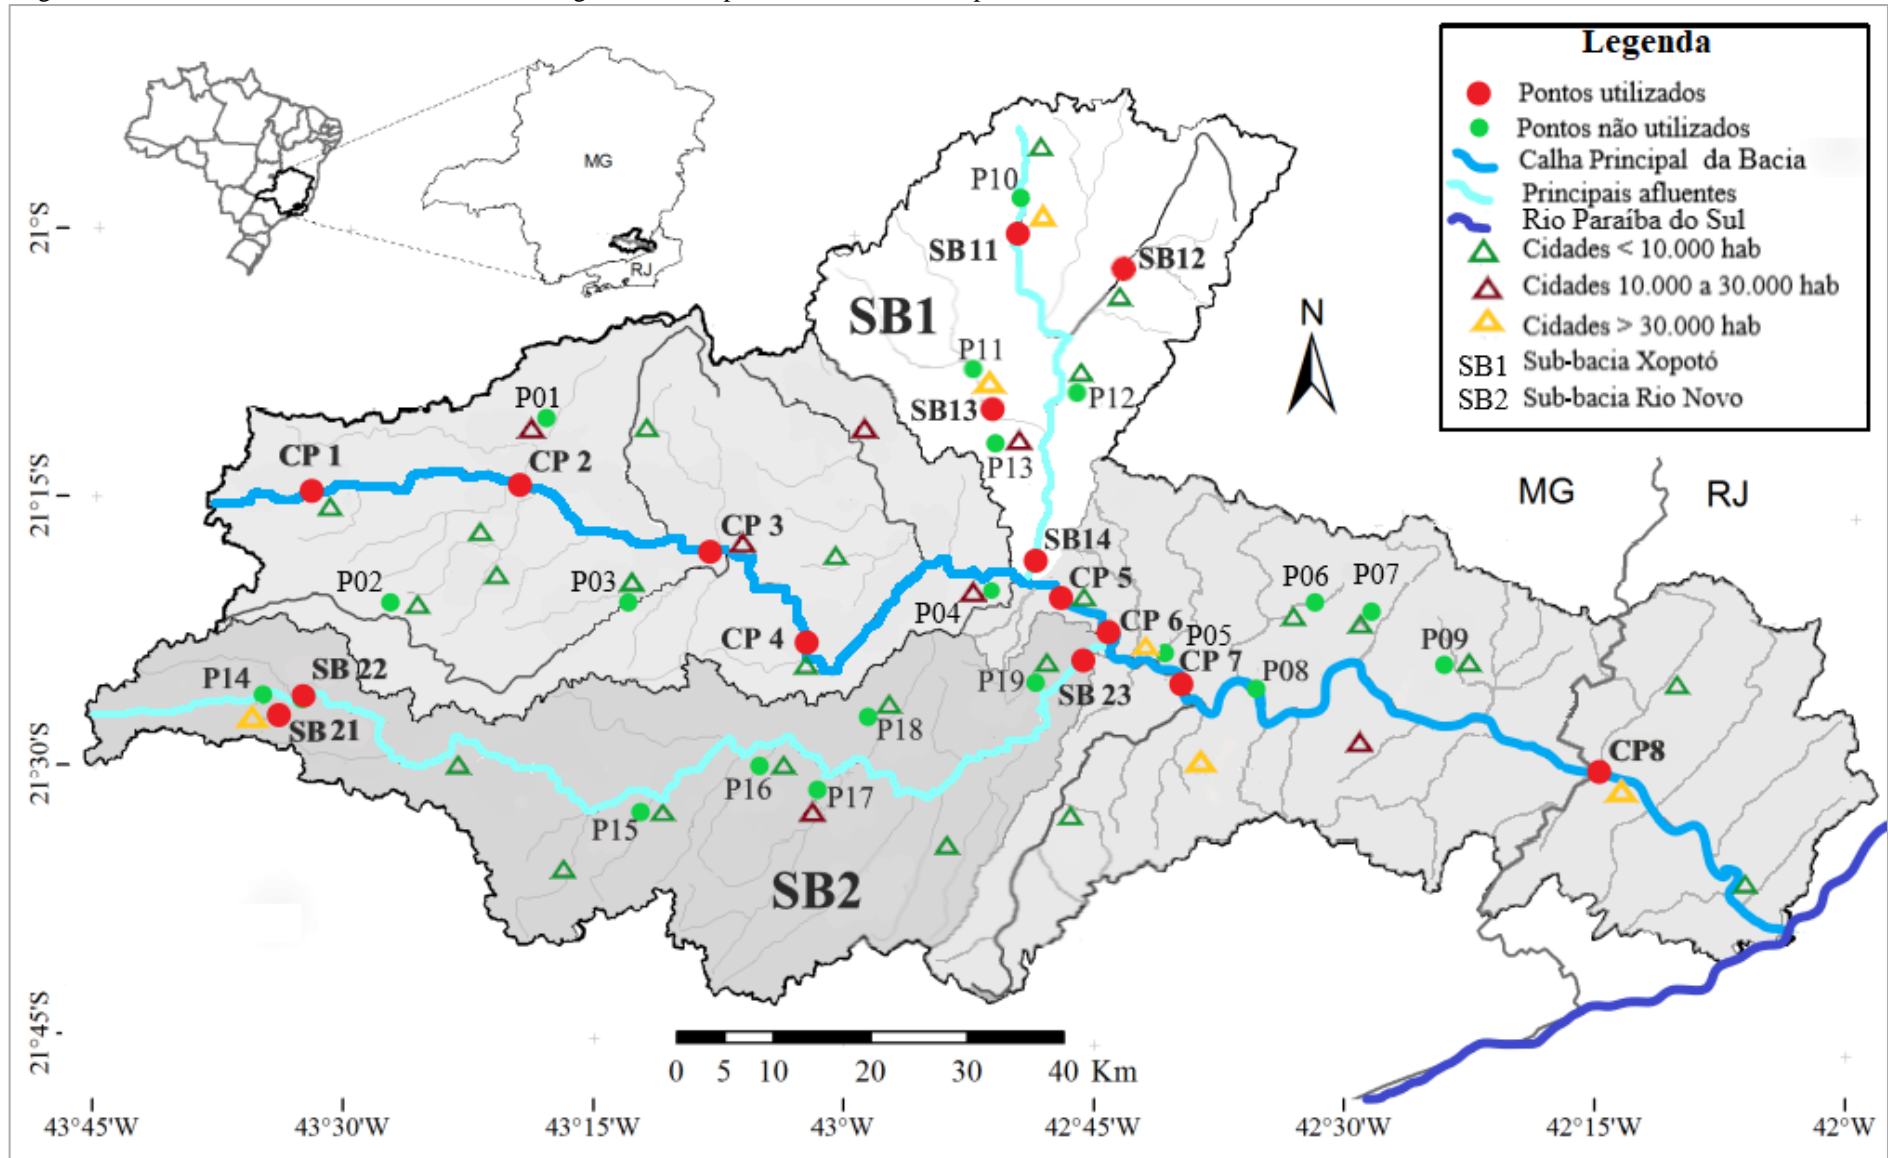 Legenda
Pontos utilizados
Pontos não utilizados
Calha Principal da Bacia
Principais afluentes
Rio Paraíba do Sul
Cidades < 10.000 hab
Cidades 10.000 a 30.000 hab
Cidades > 30.000 hab
SB1 Sub-bacia Xopotó
SB2 Sub-bacia Rio Novo
MG
RJ
N
MG
RJ
21°S
21°15'S
21°30'S
21°45'S
P10
SB11
SB12
SB1
P11
SB13
P12
P13
P01
CP 1
CP 2
CP 3
SB14
P02
P03
P04
CP 5
CP 4
CP 6
P05
CP 7
P06
P07
P08
P09
P14
SB 22
SB 21
P19
SB 23
P18
P16
P17
P15
CP8
SB2
0 5 10 20 30 40 Km
43°45'W 43°30'W 43°15'W 43°W 42°45'W 42°30'W 42°15'W 42°W